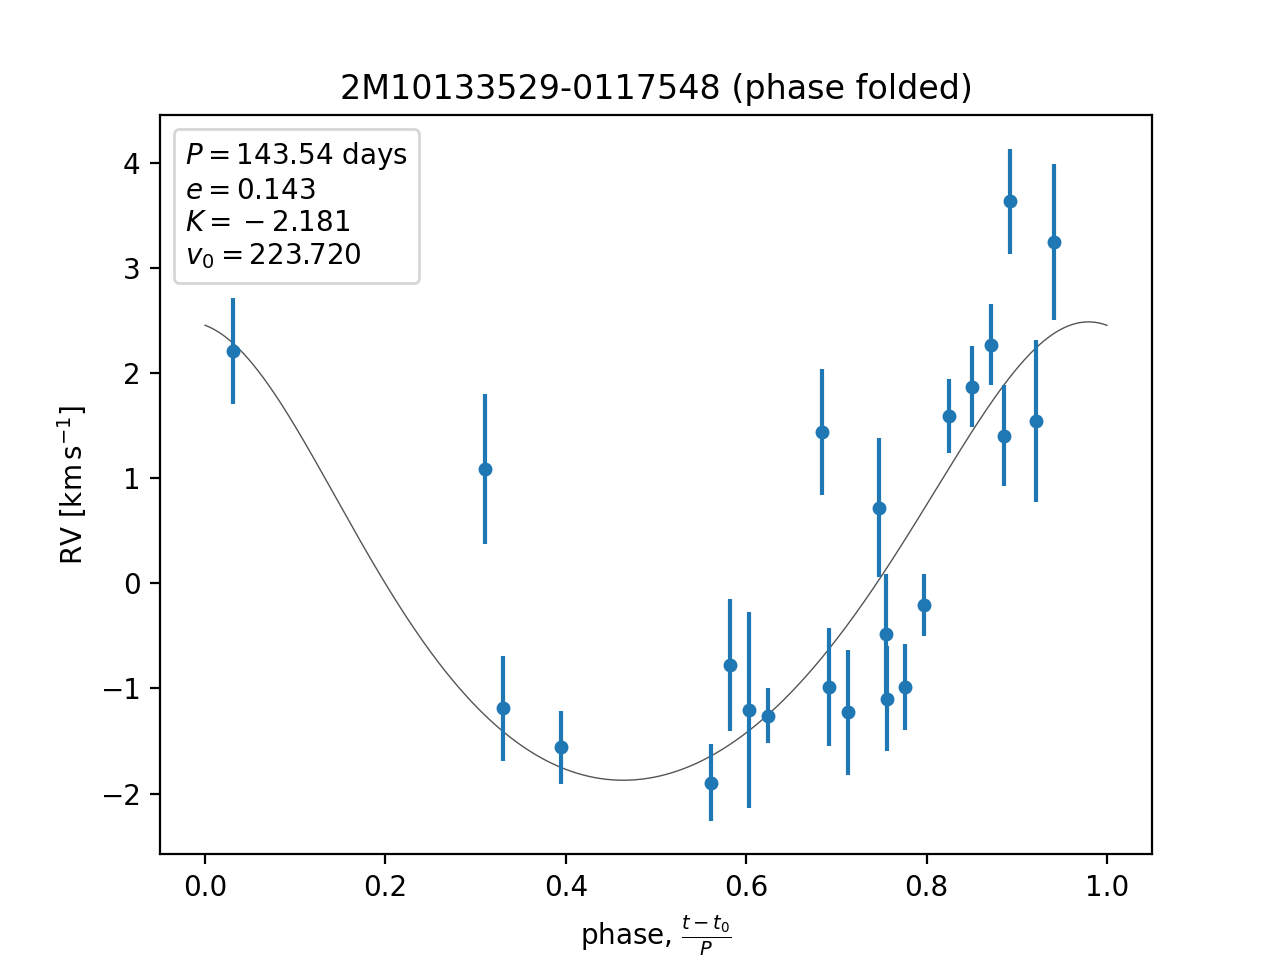 2M10133529-0117548 (phase folded)
P = 143.54 days
e = 0.143
K = −2.181
v₀ = 223.720
RV [km s⁻¹]
4
3
2
1
0
−1
−2
0.0 0.2 0.4 0.6 0.8 1.0
phase, (t − t₀)/P